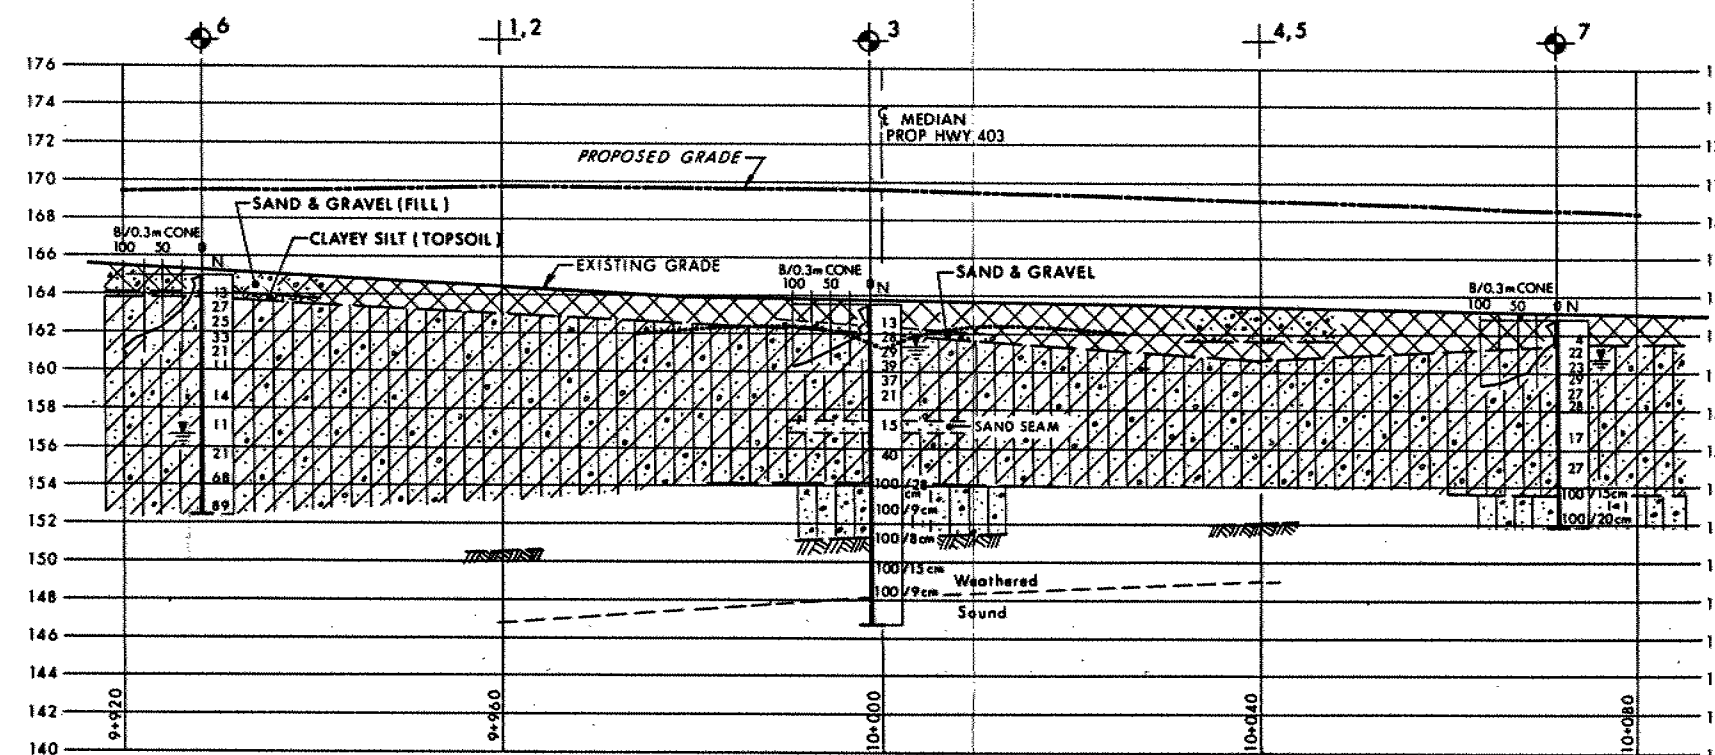 6
1,2
3
4,5
7
176
174
172
170
168
166
164
162
160
158
156
154
152
150
148
146
144
142
140
℄ MEDIAN
PROP HWY 403
PROPOSED GRADE
SAND & GRAVEL (FILL)
CLAYEY SILT (TOPSOIL)
EXISTING GRADE
SAND & GRAVEL
B/0.3m CONE
100 50 0
N
13
27
25
33
21
11
14
11
21
68
89
B/0.3m CONE
100 50 0
N
13
28
29
39
37
21
15
40
100/28
cm
100/9cm
100/8cm
100/15cm
100/9cm
SAND SEAM
Weathered
Sound
B/0.3m CONE
100 50 0 N
4
22
23
29
27
28
17
27
100/15cm
100/20cm
9+920
9+960
10+000
10+040
10+080